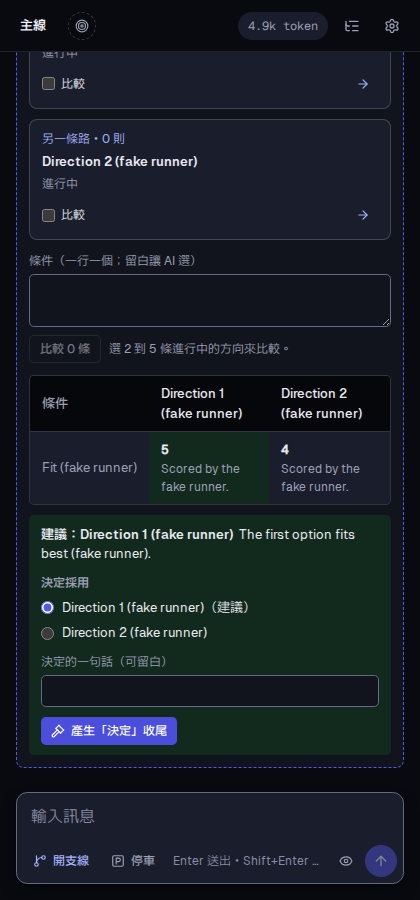 主線
4.9k token
進行中
比較
另一條路・0 則
Direction 2 (fake runner)
進行中
比較
條件（一行一個；留白讓 AI 選）
比較 0 條
選 2 到 5 條進行中的方向來比較。
條件
Direction 1
(fake runner)
Direction 2
(fake runner)
Fit (fake runner)
5
Scored by the
fake runner.
4
Scored by the
fake runner.
建議：Direction 1 (fake runner) The first option fits
best (fake runner).
決定採用
Direction 1 (fake runner)（建議）
Direction 2 (fake runner)
決定的一句話（可留白）
產生「決定」收尾
輸入訊息
開支線
停車
Enter 送出・Shift+Enter ...